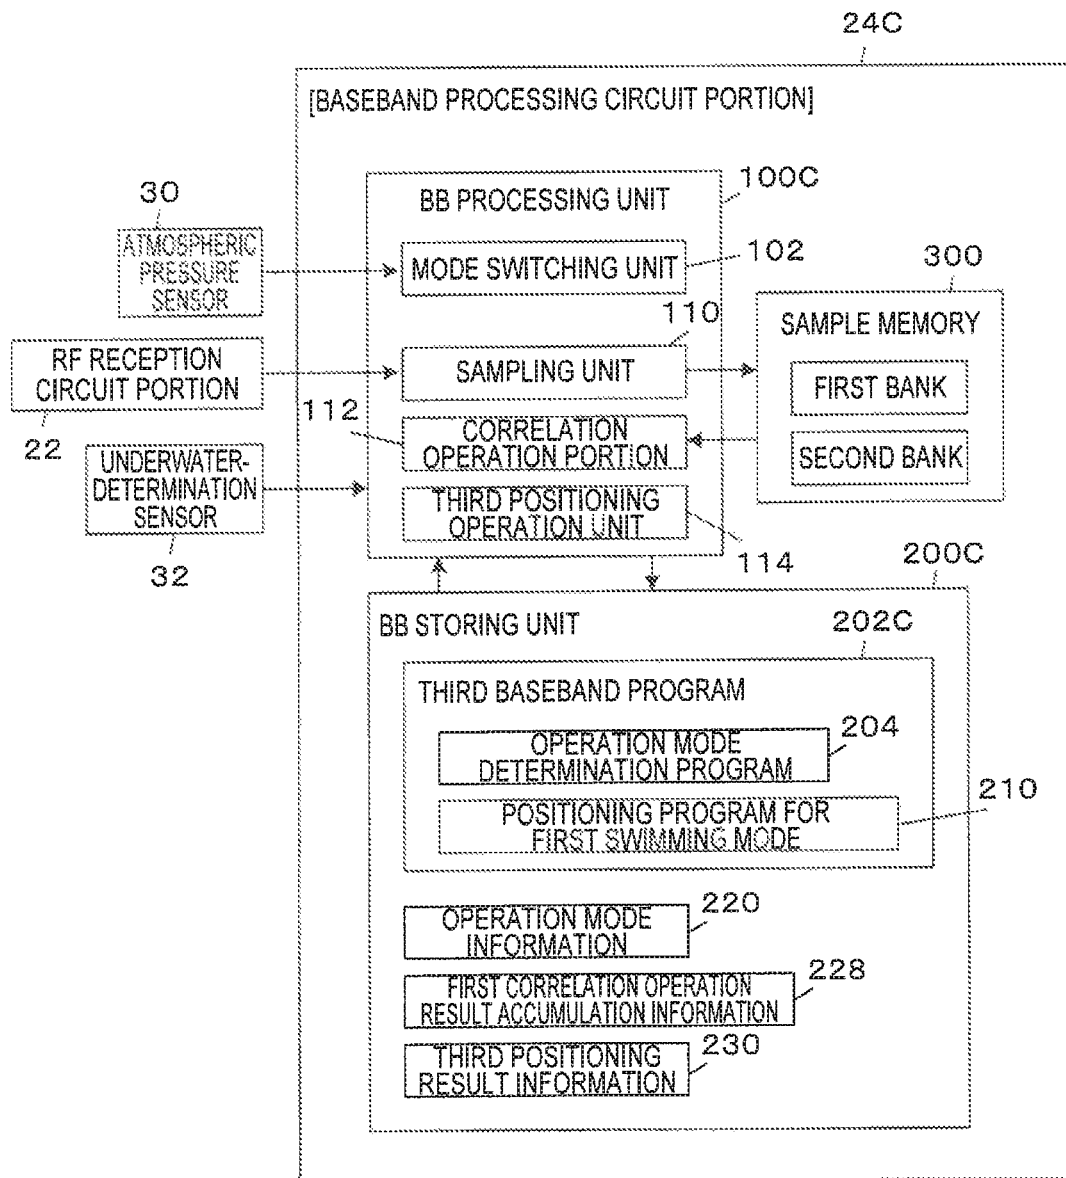 24C
[BASEBAND PROCESSING CIRCUIT PORTION]
30
ATMOSPHERIC
PRESSURE
SENSOR
100C
BB PROCESSING UNIT
MODE SWITCHING UNIT
102
300
SAMPLE MEMORY
FIRST BANK
SECOND BANK
RF RECEPTION
CIRCUIT PORTION
22
110
SAMPLING UNIT
112
CORRELATION
OPERATION PORTION
UNDERWATER-
DETERMINATION
SENSOR
32
THIRD POSITIONING
OPERATION UNIT
114
200C
BB STORING UNIT
202C
THIRD BASEBAND PROGRAM
OPERATION MODE
DETERMINATION PROGRAM
204
POSITIONING PROGRAM FOR
FIRST SWIMMING MODE
210
OPERATION MODE
INFORMATION
220
FIRST CORRELATION OPERATION
RESULT ACCUMULATION INFORMATION
228
THIRD POSITIONING
RESULT INFORMATION
230